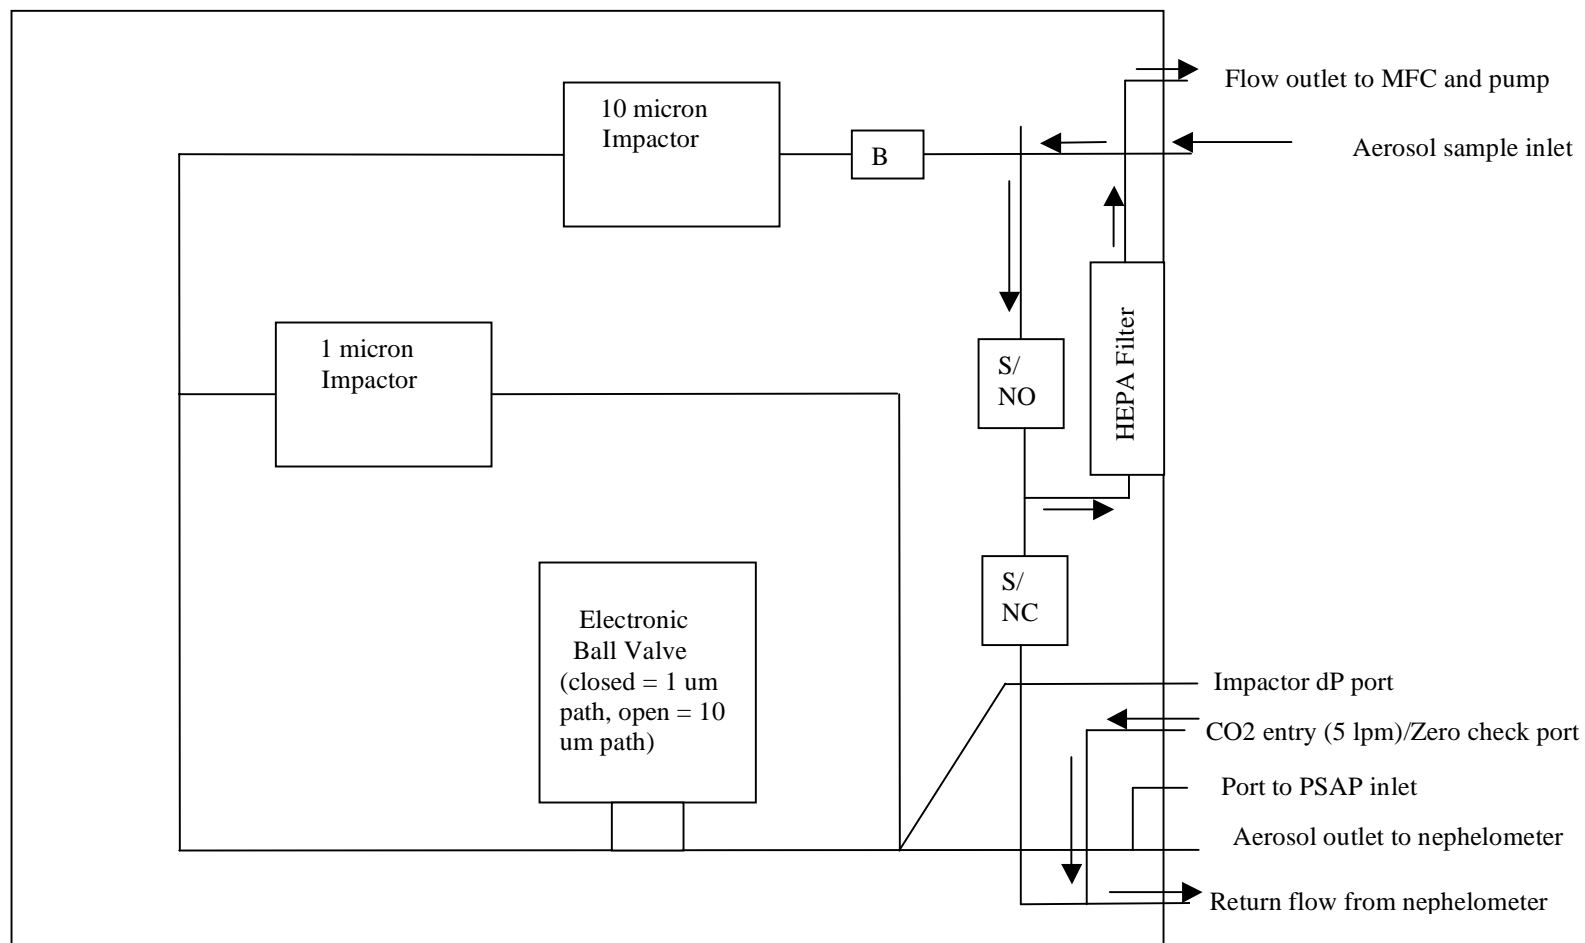 Flow outlet to MFC and pump
10 micron
Impactor
B
Aerosol sample inlet
HEPA Filter
1 micron
Impactor
S/
NO
S/
NC
Electronic
Ball Valve
(closed = 1 um
path, open = 10
um path)
Impactor dP port
CO2 entry (5 lpm)/Zero check port
Port to PSAP inlet
Aerosol outlet to nephelometer
Return flow from nephelometer